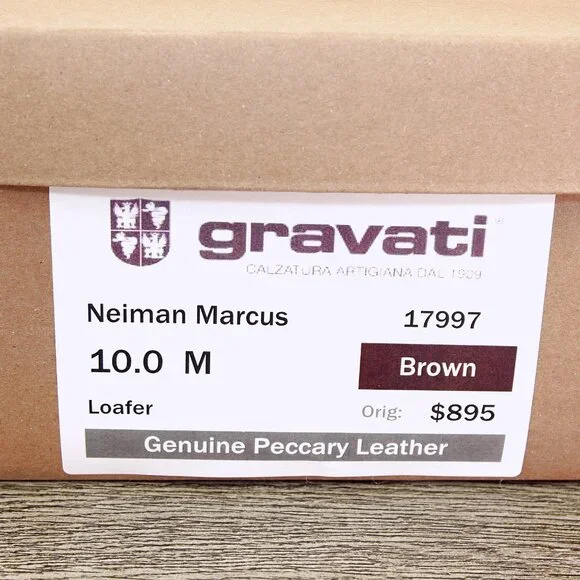 gravati
CALZATURA ARTIGIANA DAL 1909
Neiman Marcus 17997
10.0 M Brown
Loafer Orig: $895
Genuine Peccary Leather